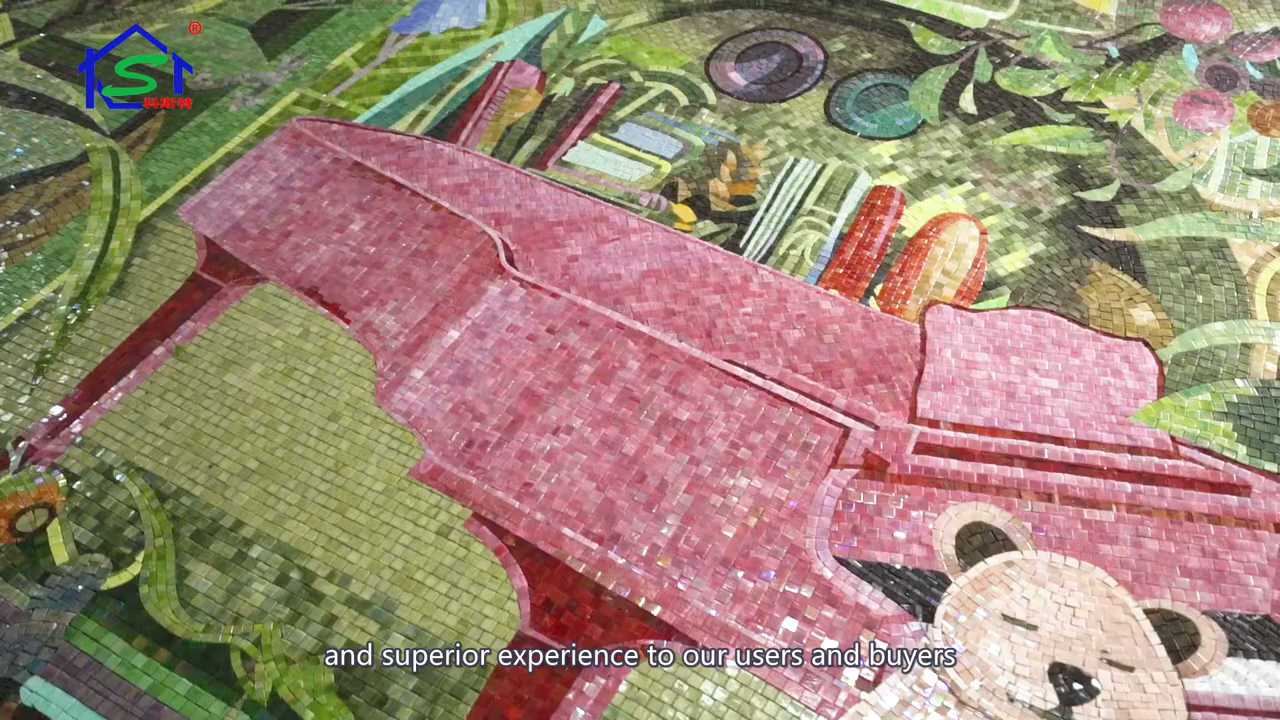 ®
S
科斯特
and superior experience to our users and buyers